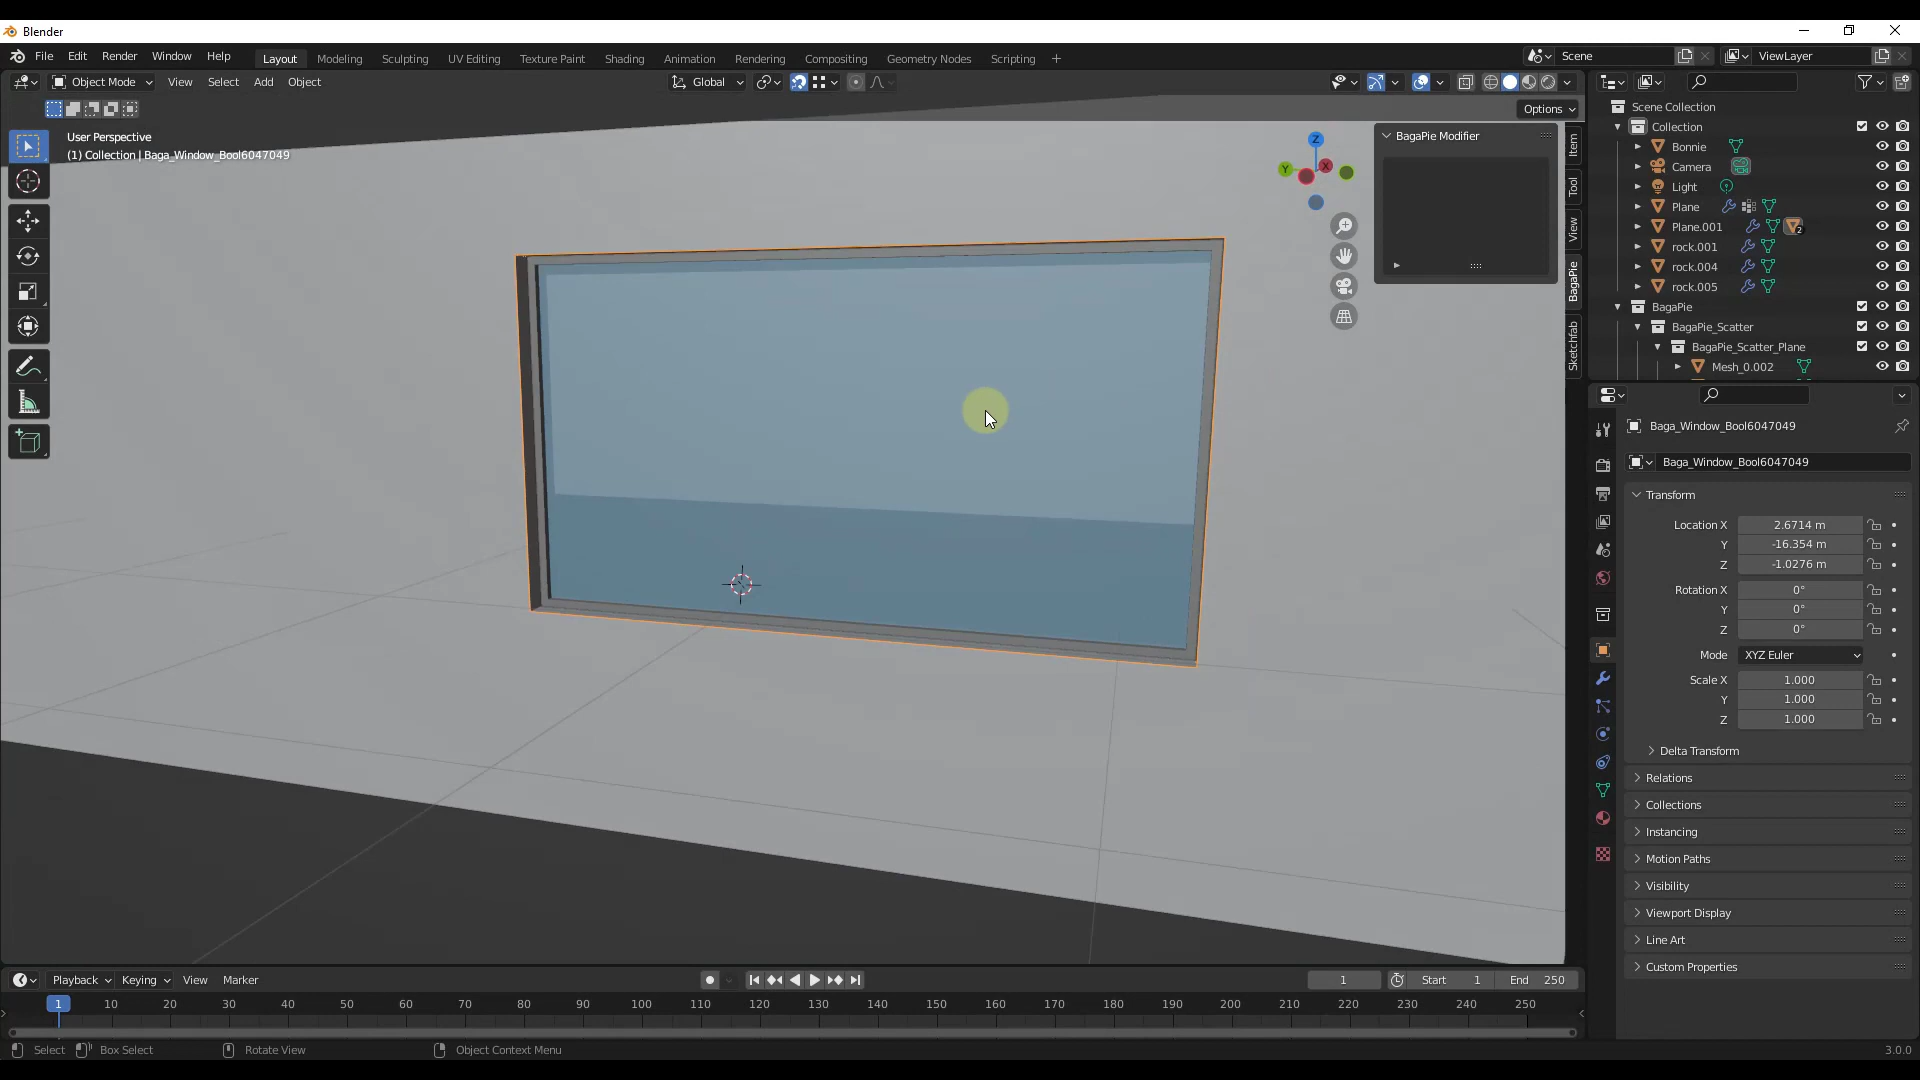 Blender
File Edit Render Window Help
Layout Modeling Sculpting UV Editing Texture Paint Shading Animation Rendering Compositing Geometry Nodes Scripting
Scene
ViewLayer
Object Mode View Select Add Object
Global
Options
User Perspective
(1) Collection | Baga_Window_Bool6047049
Z
Y
X
BagaPie Modifier
Item
Tool
View
BagaPie
Sketchfab
Scene Collection
Collection
Bonnie
Camera
Light
Plane
Plane.001
2
rock.001
rock.004
rock.005
BagaPie
BagaPie_Scatter
BagaPie_Scatter_Plane
Mesh_0.002
Baga_Window_Bool6047049
Baga_Window_Bool6047049
Transform
Location X 2.6714 m
Y -16.354 m
Z -1.0276 m
Rotation X 0°
Y 0°
Z 0°
Mode XYZ Euler
Scale X 1.000
Y 1.000
Z 1.000
Delta Transform
Relations
Collections
Instancing
Motion Paths
Visibility
Viewport Display
Line Art
Custom Properties
Playback Keying View Marker
1
Start 1
End 250
1 10 20 30 40 50 60 70 80 90 100 110 120 130 140 150 160 170 180 190 200 210 220 230 240 250
Select Box Select Rotate View Object Context Menu
3.0.0